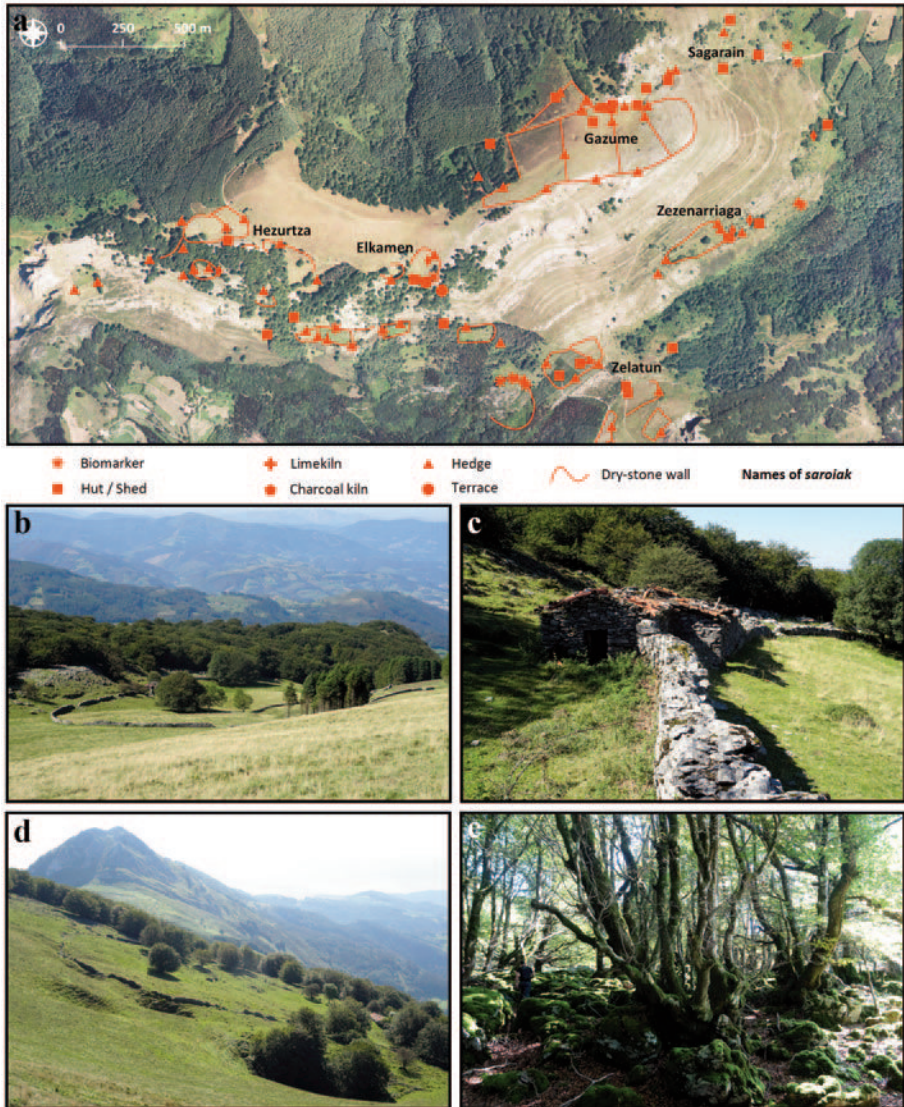 a
0 250 500 m
Sagarain
Gazume
Zezenarriaga
Hezurtza
Elkamen
Zelatun
Biomarker Limekiln Hedge Dry-stone wall Names of saroiak
Hut / Shed Charcoal kiln Terrace
b
c
d
e